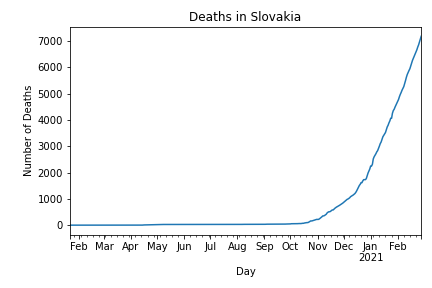 Deaths in Slovakia
7000
6000
5000
4000
3000
2000
1000
0
Number of Deaths
Feb Mar Apr May Jun Jul Aug Sep Oct Nov Dec Jan Feb
2021
Day